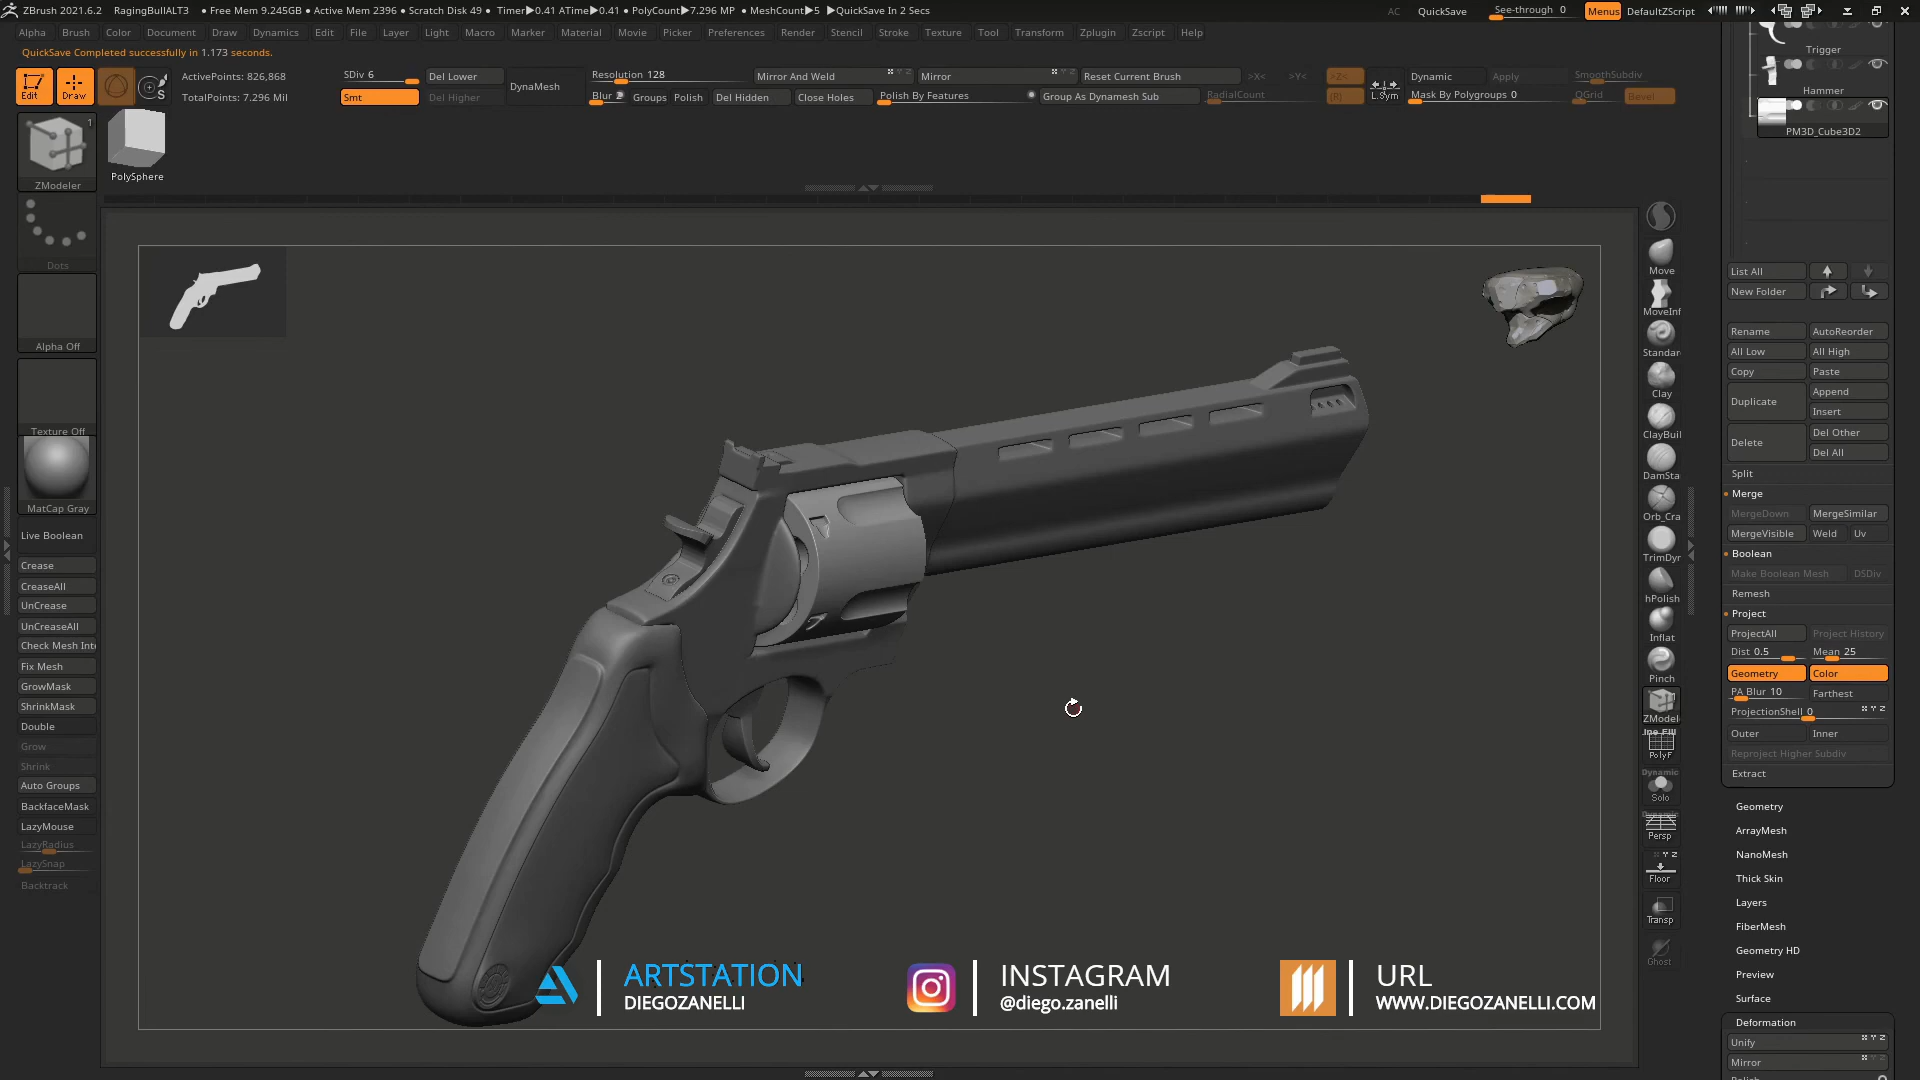 ZBrush 2021.6.2 RagingBullALT3 • Free Mem 9.245GB • Active Mem 2396 • Scratch Disk 49 • Timer▶0.41 ATime▶0.41 • PolyCount▶7.296 MP • MeshCount▶5 ▶QuickSave In 2 Secs AC QuickSave See-through 0 Menus DefaultZScript
Alpha Brush Color Document Draw Dynamics Edit File Layer Light Macro Marker Material Movie Picker Preferences Render Stencil Stroke Texture Tool Transform Zplugin Zscript Help
QuickSave Completed successfully in 1.173 seconds.
Edit
Draw
S
ActivePoints: 826,868
TotalPoints: 7.296 Mil
SDiv 6
Del Lower
Smt
Del Higher
DynaMesh
Resolution 128
Blur
Groups
Polish
Mirror And Weld
Del Hidden
Close Holes
Mirror
Polish By Features
Reset Current Brush
Group As Dynamesh Sub
>X<
>Y<
>Z<
RadialCount
(R)
L.Sym
Dynamic
Apply
Mask By Polygroups 0
SmoothSubdiv
QGrid
Bevel
1
ZModeler
PolySphere
Dots
Alpha Off
Texture Off
MatCap Gray
Live Boolean
Crease
CreaseAll
UnCrease
UnCreaseAll
Check Mesh Inte
Fix Mesh
GrowMask
ShrinkMask
Double
Grow
Shrink
Auto Groups
BackfaceMask
LazyMouse
LazyRadius
LazySnap
Backtrack
ARTSTATION
DIEGOZANELLI
INSTAGRAM
@diego.zanelli
URL
WWW.DIEGOZANELLI.COM
Move
MoveInf
Standar
Clay
ClayBuil
DamSta
Orb_Cra
TrimDyr
hPolish
Inflat
Pinch
ZModel
Line Fill
PolyF
Dynamic
Solo
Dynamic
Persp
Floor
Transp
Ghost
Trigger
Hammer
PM3D_Cube3D2
List All
New Folder
Rename
AutoReorder
All Low
All High
Copy
Paste
Duplicate
Append
Insert
Delete
Del Other
Del All
Split
Merge
MergeDown
MergeSimilar
MergeVisible
Weld
Uv
Boolean
Make Boolean Mesh
DSDiv
Remesh
Project
ProjectAll
Project History
Dist 0.5
Mean 25
Geometry
Color
PA Blur 10
Farthest
ProjectionShell 0
Outer
Inner
Reproject Higher Subdiv
Extract
Geometry
ArrayMesh
NanoMesh
Thick Skin
Layers
FiberMesh
Geometry HD
Preview
Surface
Deformation
Unify
Mirror